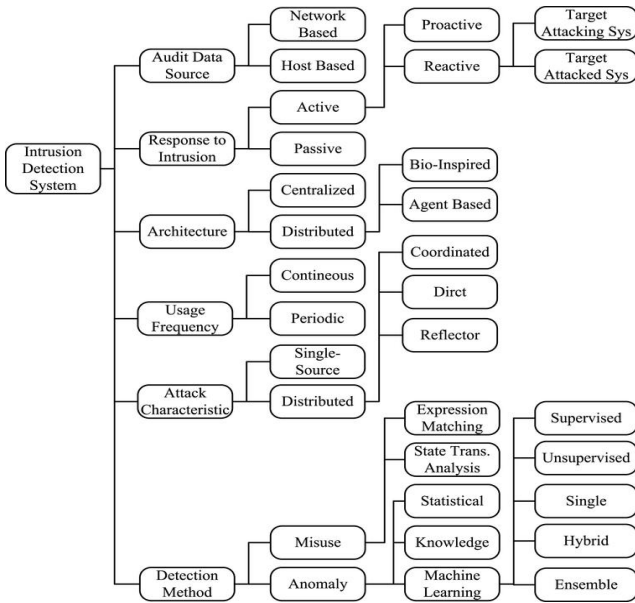 Network
Based
Proactive
Target
Attacking Sys
Audit Data
Source
Host Based
Reactive
Target
Attacked Sys
Active
Response to
Intrusion
Passive
Intrusion
Detection
System
Bio-Inspired
Centralized
Agent Based
Architecture
Distributed
Coordinated
Contineous
Dirct
Usage
Frequency
Periodic
Reflector
Single-
Source
Attack
Characteristic
Distributed
Expression
Matching
Supervised
State Trans.
Analysis
Unsupervised
Statistical
Single
Misuse
Knowledge
Hybrid
Detection
Method
Anomaly
Machine
Learning
Ensemble